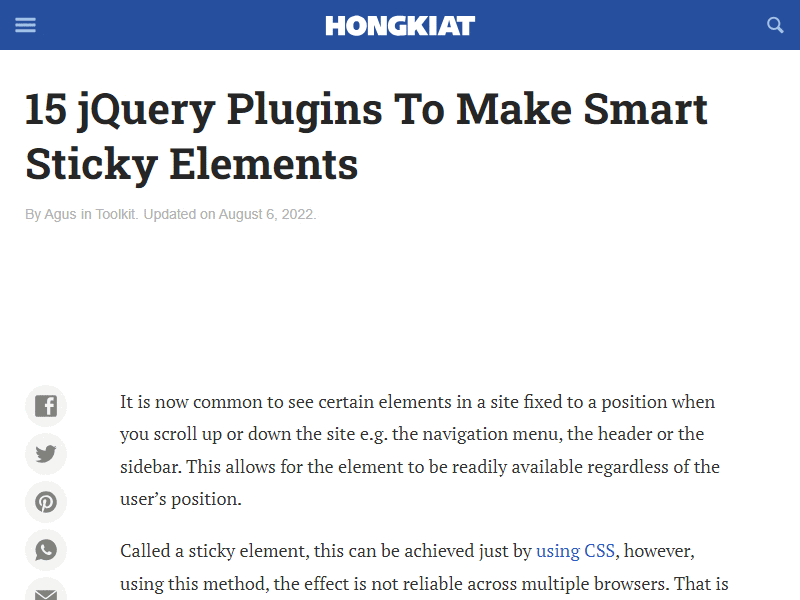 HONGKIAT
15 jQuery Plugins To Make Smart
Sticky Elements
By Agus in Toolkit. Updated on August 6, 2022.
It is now common to see certain elements in a site fixed to a position when
you scroll up or down the site e.g. the navigation menu, the header or the
sidebar. This allows for the element to be readily available regardless of the
user’s position.
Called a sticky element, this can be achieved just by using CSS, however,
using this method, the effect is not reliable across multiple browsers. That is